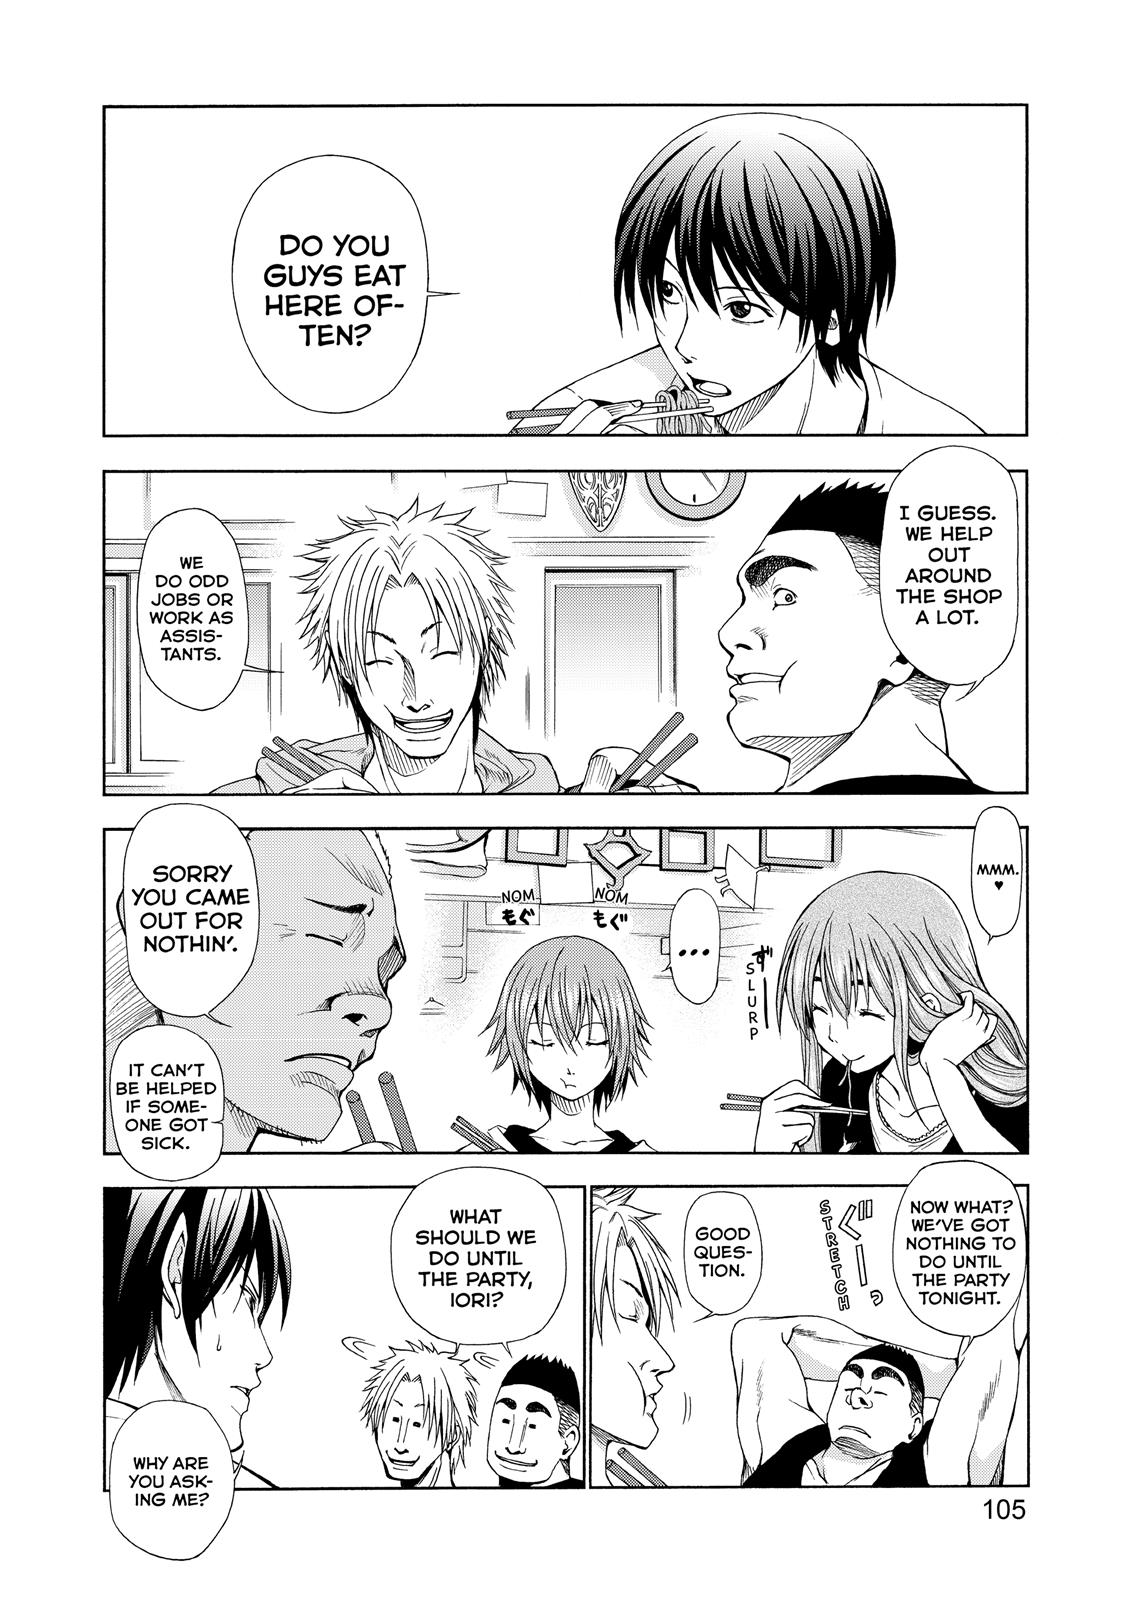 DO YOU
GUYS EAT
HERE OF-
TEN?
I GUESS.
WE HELP
OUT
AROUND
THE SHOP
A LOT.
WE
DO ODD
JOBS OR
WORK AS
ASSIS-
TANTS.
MMM.
♥
ず
SLURP
...
NOM
もぐ
NOM
もぐ
SORRY
YOU CAME
OUT FOR
NOTHIN'.
IT CAN'T
BE HELPED
IF SOME-
ONE GOT
SICK.
NOW WHAT?
WE'VE GOT
NOTHING TO
DO UNTIL
THE PARTY
TONIGHT.
ぐーっ
STRETCH
GOOD
QUES-
TION.
WHAT
SHOULD WE
DO UNTIL
THE PARTY,
IORI?
WHY ARE
YOU ASK-
ING ME?
105